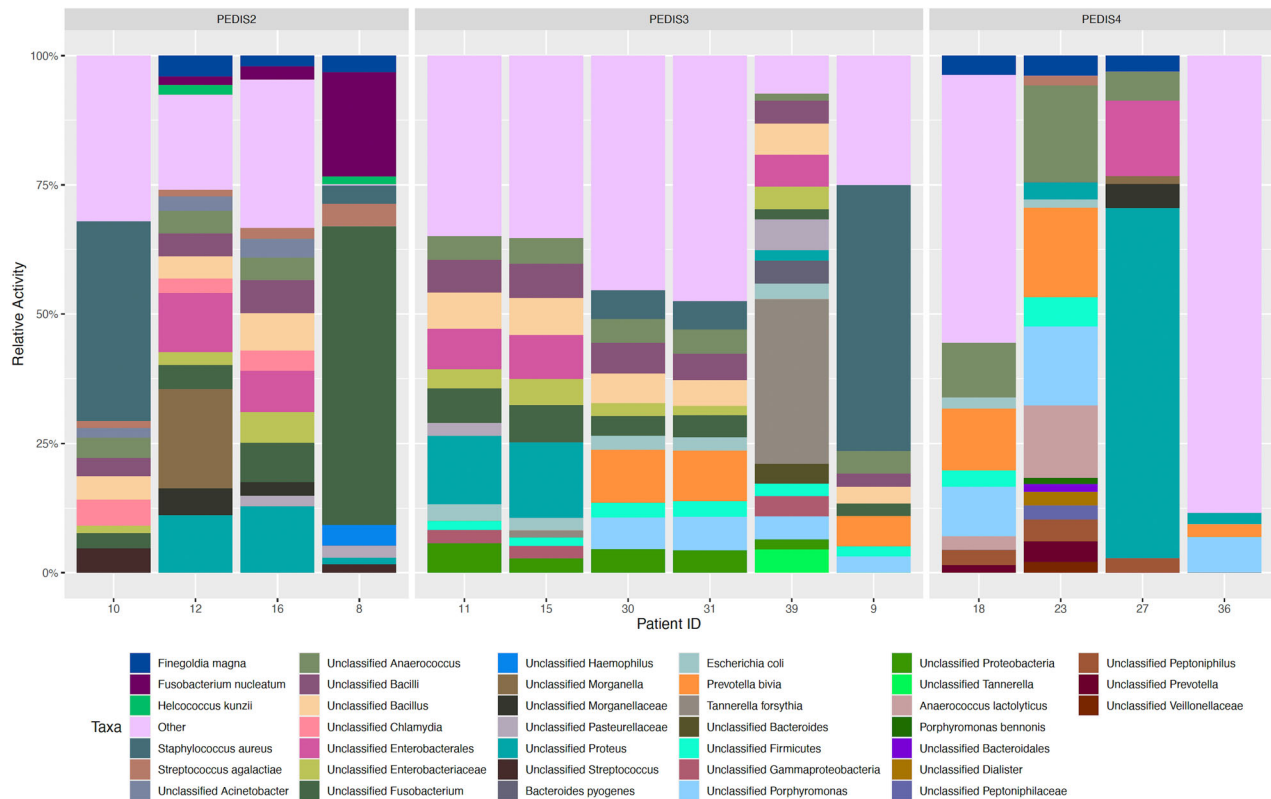 PEDIS2 PEDIS3 PEDIS4
100%
75%
50%
25%
0%
Relative Activity
10 12 16 8 11 15 30 31 39 9 18 23 27 36
Patient ID
Taxa
Finegoldia magna
Fusobacterium nucleatum
Helcococcus kunzii
Other
Staphylococcus aureus
Streptococcus agalactiae
Unclassified Acinetobacter
Unclassified Anaerococcus
Unclassified Bacilli
Unclassified Bacillus
Unclassified Chlamydia
Unclassified Enterobacterales
Unclassified Enterobacteriaceae
Unclassified Fusobacterium
Unclassified Haemophilus
Unclassified Morganella
Unclassified Morganellaceae
Unclassified Pasteurellaceae
Unclassified Proteus
Unclassified Streptococcus
Bacteroides pyogenes
Escherichia coli
Prevotella bivia
Tannerella forsythia
Unclassified Bacteroides
Unclassified Firmicutes
Unclassified Gammaproteobacteria
Unclassified Porphyromonas
Unclassified Proteobacteria
Unclassified Tannerella
Anaerococcus lactolyticus
Porphyromonas bennonis
Unclassified Bacteroidales
Unclassified Dialister
Unclassified Peptoniphilaceae
Unclassified Peptoniphilus
Unclassified Prevotella
Unclassified Veillonellaceae